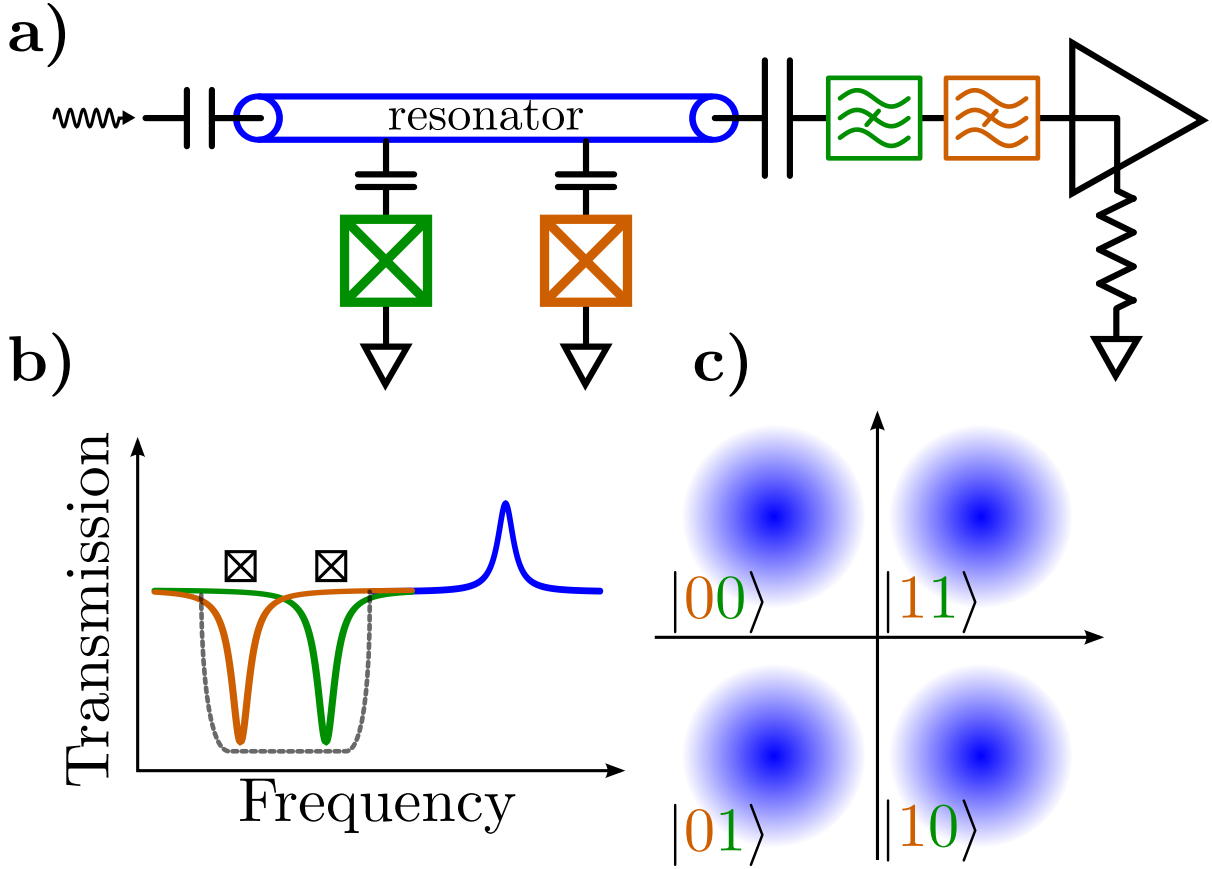 a)
resonator
b)
c)
Transmission
Frequency
|00⟩
|11⟩
|01⟩
|10⟩